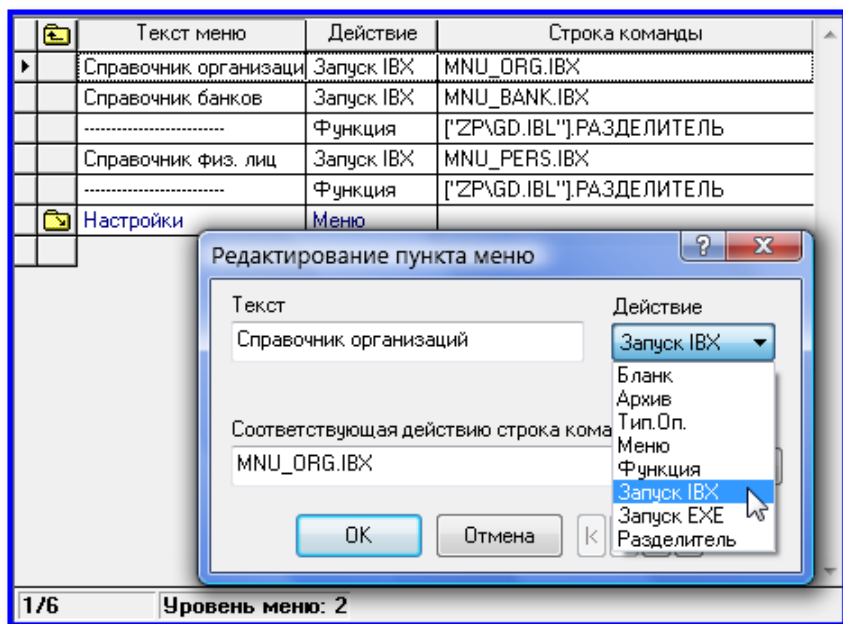 Текст меню Действие Строка команды
Справочник организаци Запуск IBX MNU_ORG.IBX
Справочник банков Запуск IBX MNU_BANK.IBX
------------------------- Функция ["ZP\GD.IBL"].РАЗДЕЛИТЕЛЬ
Справочник физ. лиц Запуск IBX MNU_PERS.IBX
------------------------- Функция ["ZP\GD.IBL"].РАЗДЕЛИТЕЛЬ
Настройки Меню
Редактирование пункта меню
Текст Действие
Справочник организаций Запуск IBX
Бланк
Архив
Тип.Оп.
Меню
Функция
Запуск IBX
Запуск EXE
Разделитель
Соответствующая действию строка кома
MNU_ORG.IBX
OK Отмена
1/6 Уровень меню: 2